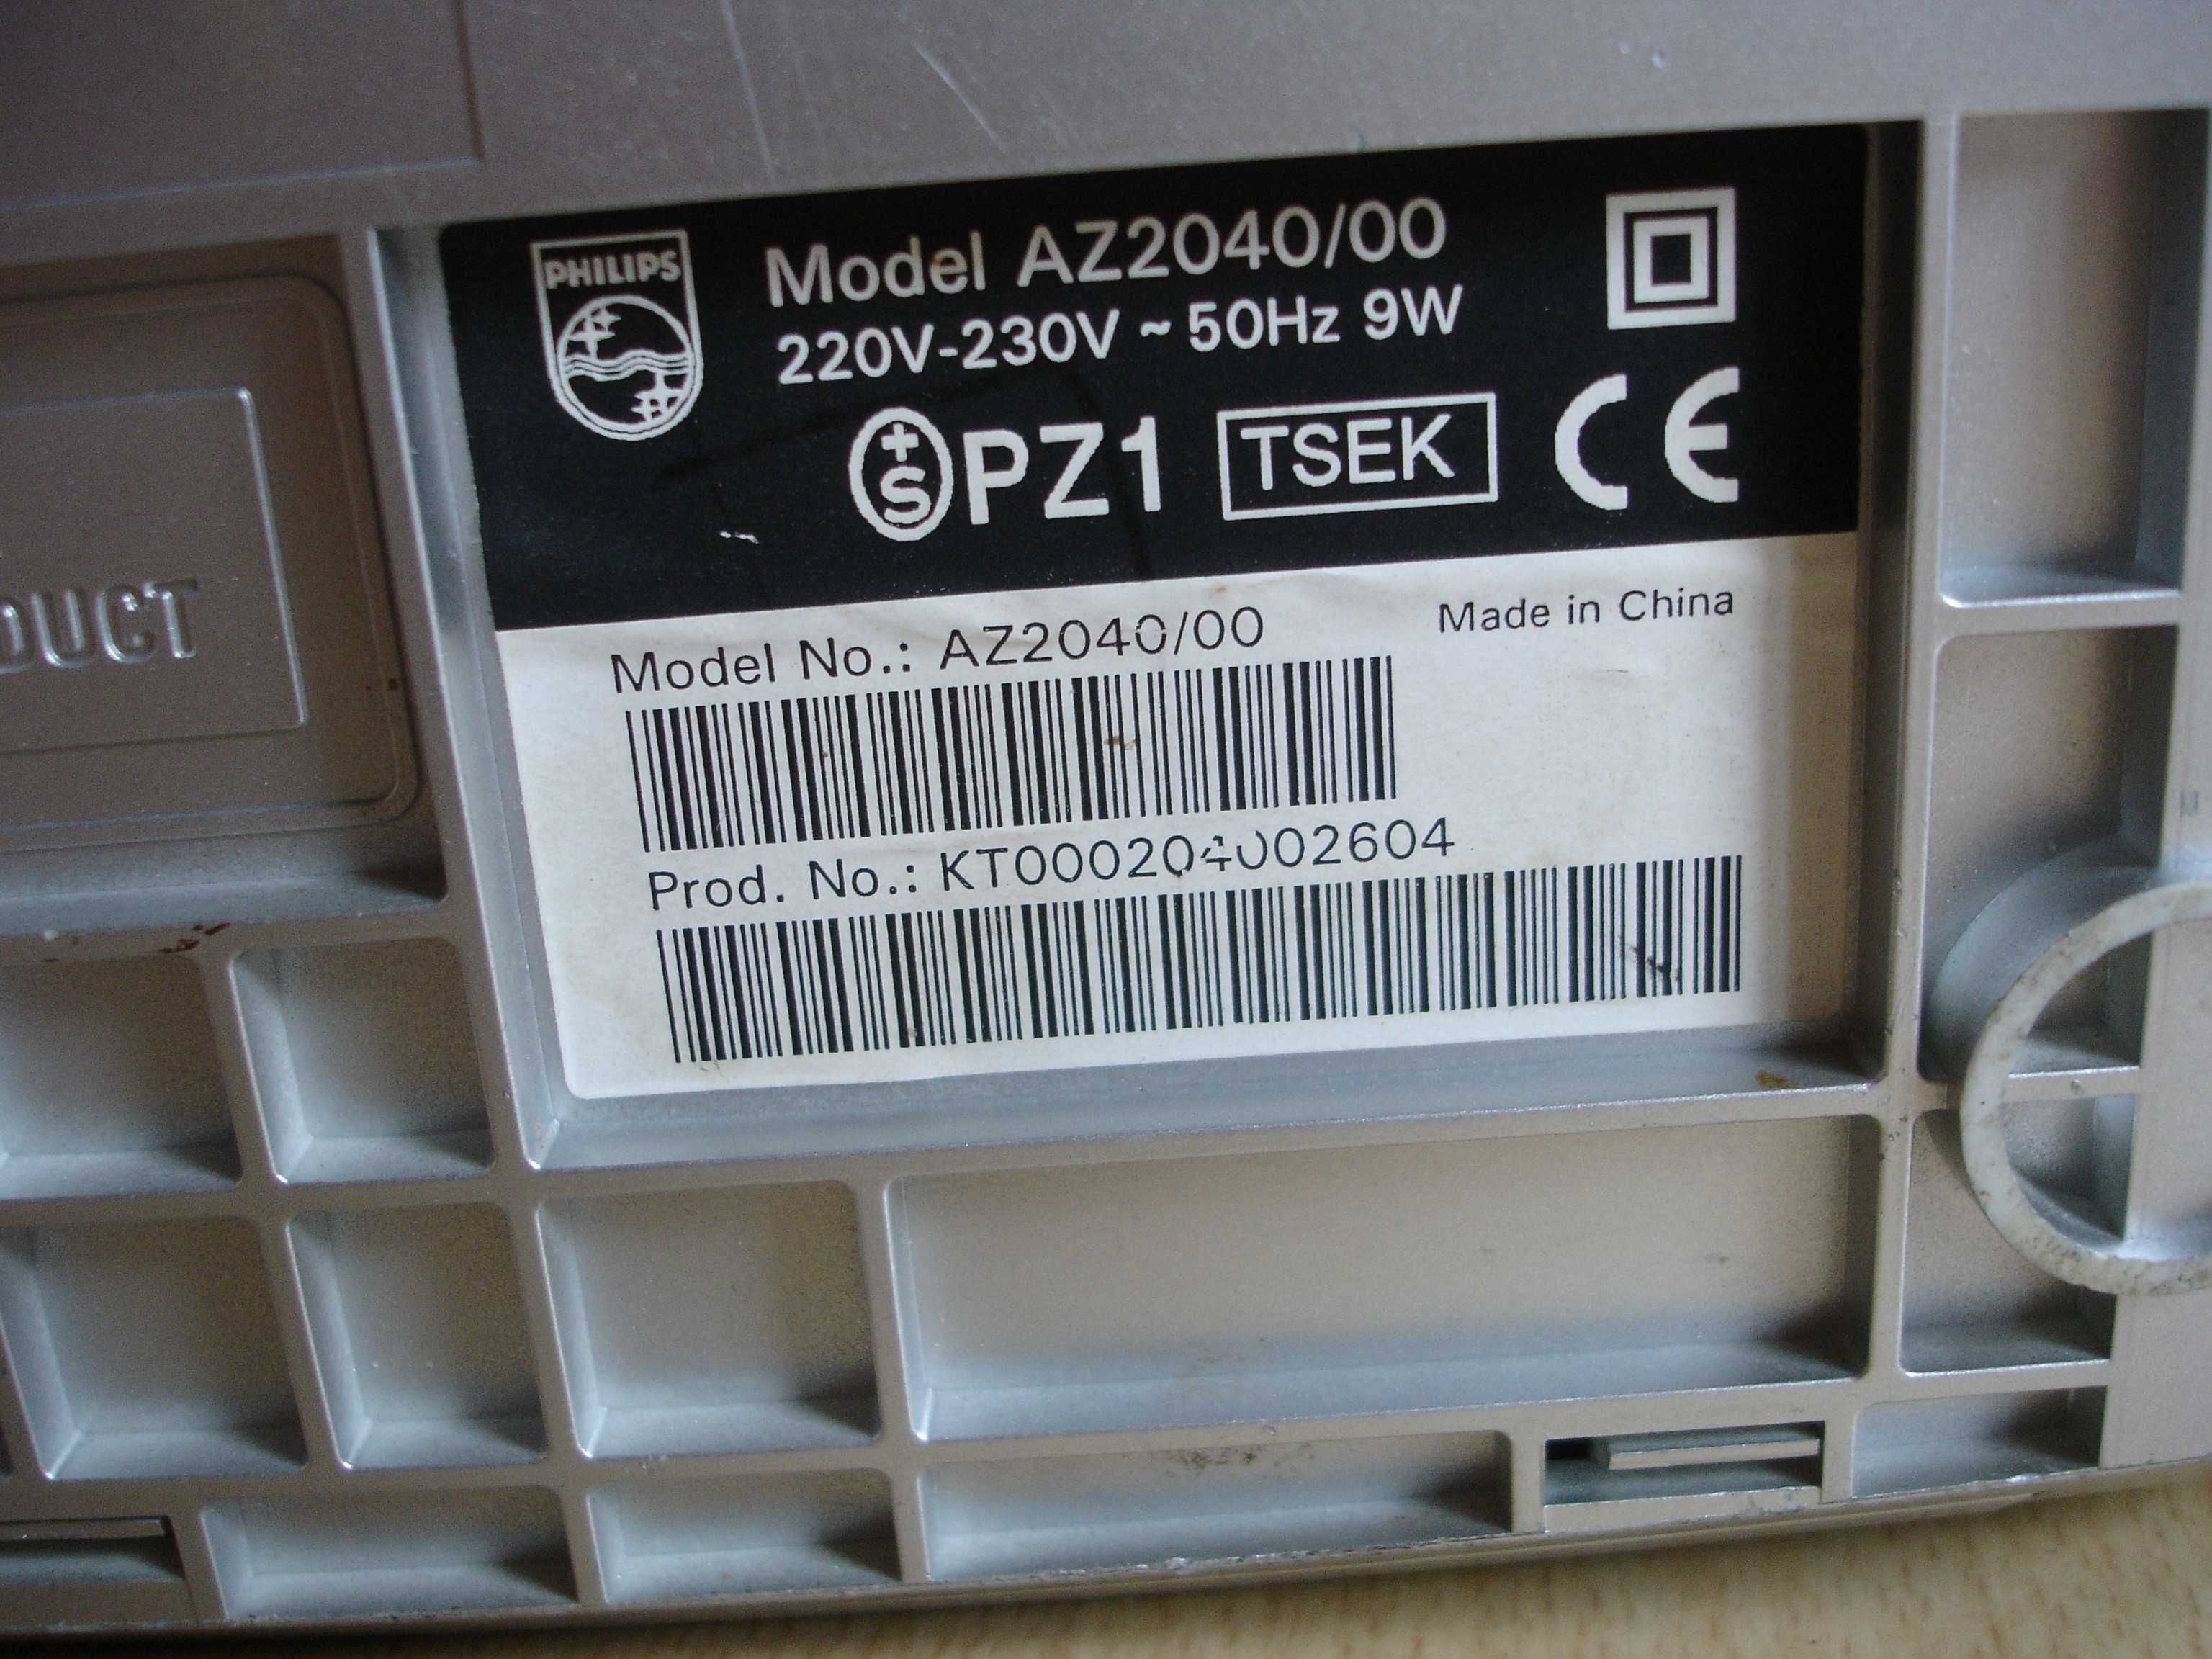 PHILIPS
Model AZ2040/00
220V-230V ~ 50Hz 9W
+S PZ1 TSEK CE
Made in China
Model No.: AZ2040/00
Prod. No.: KT000204002604
DUCT